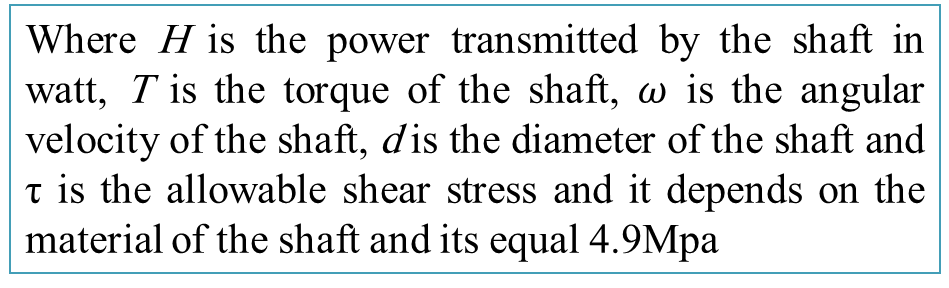 Where H is the power transmitted by the shaft in
watt, T is the torque of the shaft, ω is the angular
velocity of the shaft, d is the diameter of the shaft and
τ is the allowable shear stress and it depends on the
material of the shaft and its equal 4.9Mpa